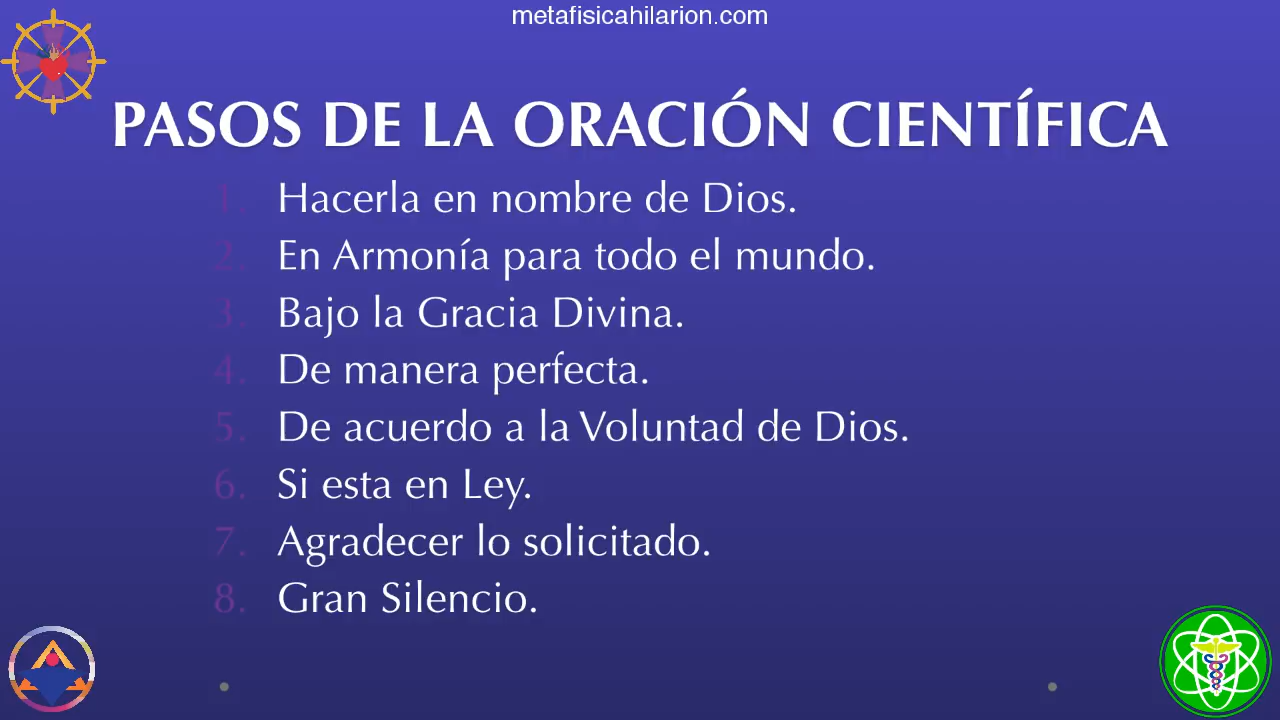 metafisicahilarion.com
PASOS DE LA ORACIÓN CIENTÍFICA
1. Hacerla en nombre de Dios.
2. En Armonía para todo el mundo.
3. Bajo la Gracia Divina.
4. De manera perfecta.
5. De acuerdo a la Voluntad de Dios.
6. Si esta en Ley.
7. Agradecer lo solicitado.
8. Gran Silencio.